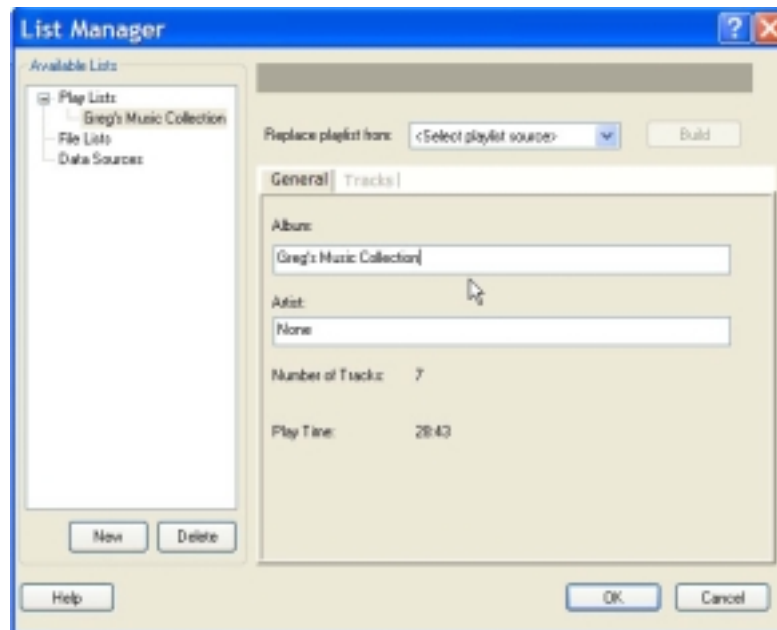 List Manager
Available Lists
Play Lists
Greg's Music Collection
File Lists
Data Sources
New
Delete
Replace playlist from:
<Select playlist source>
Build
General
Tracks
Album:
Greg's Music Collection
Artist:
None
Number of Tracks:
7
Play Time:
28:43
Help
OK
Cancel